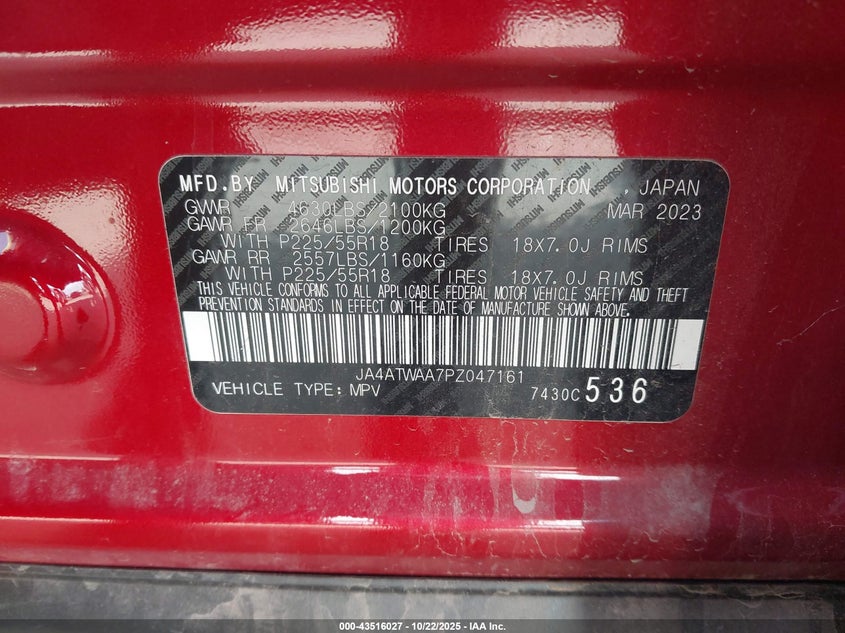 MFD.BY MITSUBISHI MOTORS CORPORATION , JAPAN
GVWR 4630LBS/2100KG MAR 2023
GAWR FR 2646LBS/1200KG
WITH P225/55R18 TIRES 18X7.0J RIMS
GAWR RR 2557LBS/1160KG
WITH P225/55R18 TIRES 18X7.0J RIMS
THIS VEHICLE CONFORMS TO ALL APPLICABLE FEDERAL MOTOR VEHICLE SAFETY AND THEFT
PREVENTION STANDARDS IN EFFECT ON THE DATE OF MANUFACTURE SHOWN ABOVE.
JA4ATWAA7PZ047161
VEHICLE TYPE: MPV 7430C 536
000-43516027 - 10/22/2025 - IAA Inc.